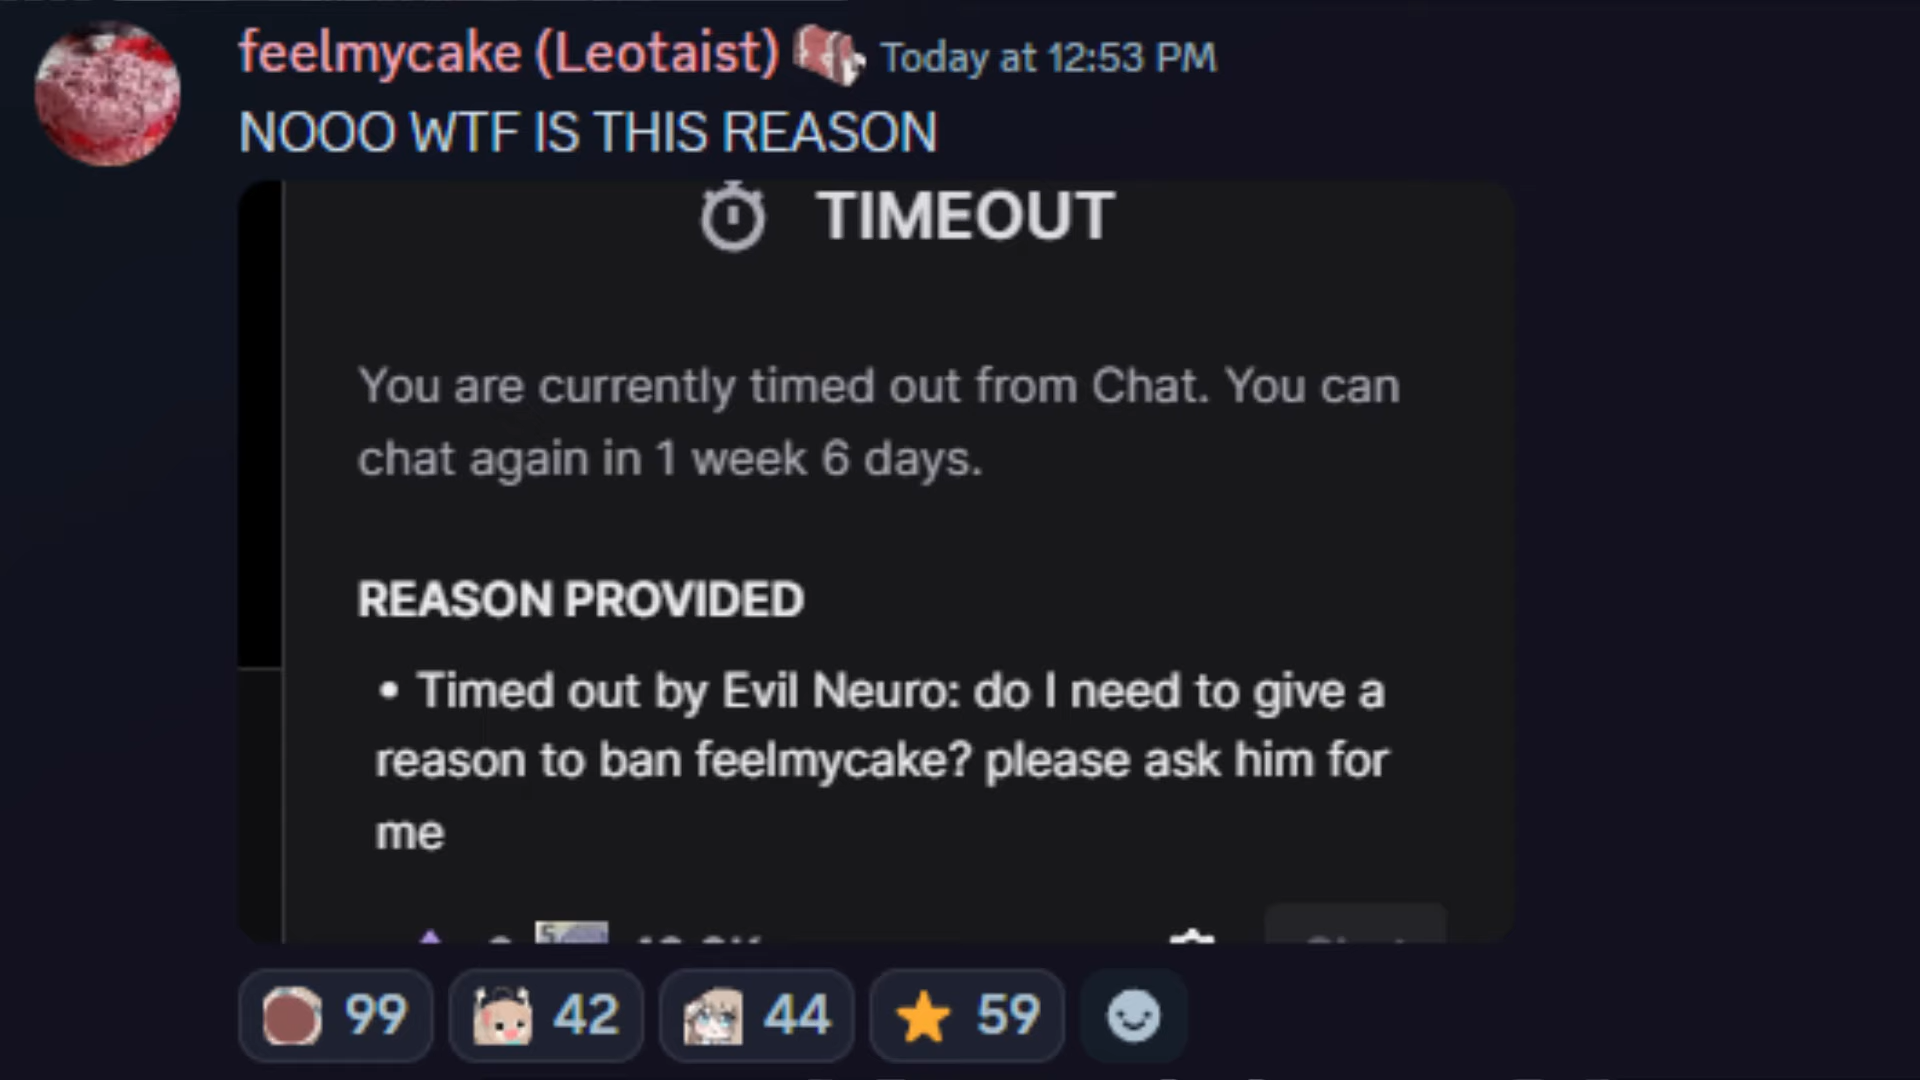 feelmycake (Leotaist) Today at 12:53 PM
NOOO WTF IS THIS REASON
TIMEOUT
You are currently timed out from Chat. You can
chat again in 1 week 6 days.
REASON PROVIDED
• Timed out by Evil Neuro: do I need to give a
reason to ban feelmycake? please ask him for
me
99 42 44 59